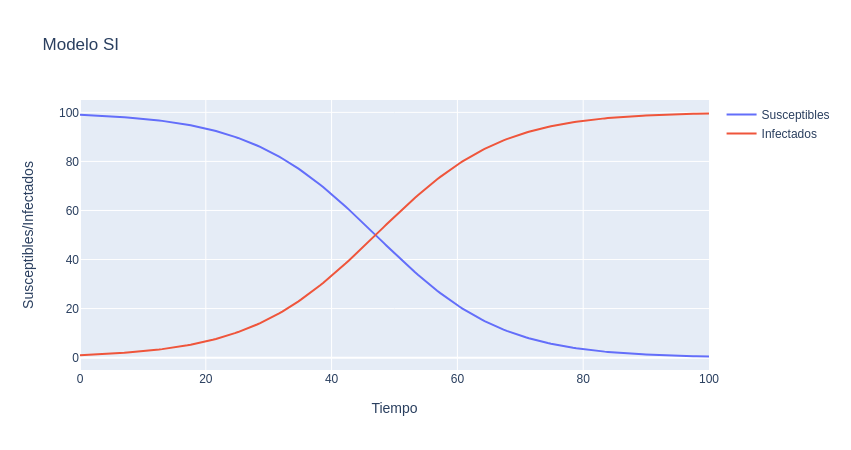 Modelo SI
Susceptibles
Infectados
Susceptibles/Infectados
100
80
60
40
20
0
0 20 40 60 80 100
Tiempo